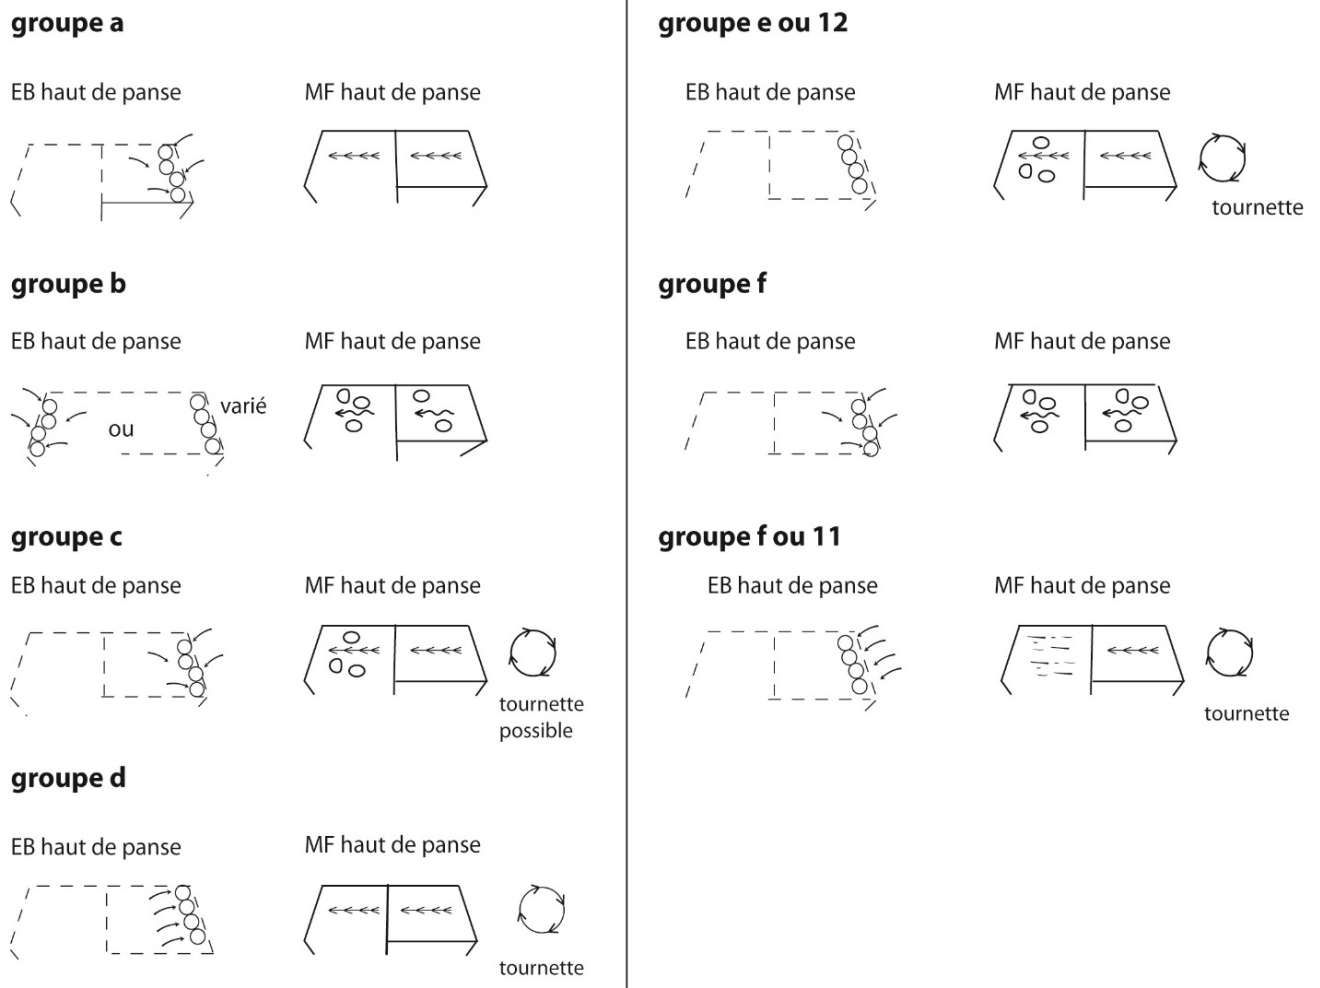 groupe a
EB haut de panse
MF haut de panse
groupe b
EB haut de panse
MF haut de panse
ou
varié
groupe c
EB haut de panse
MF haut de panse
tournette
possible
groupe d
EB haut de panse
MF haut de panse
tournette
groupe e ou 12
EB haut de panse
MF haut de panse
tournette
groupe f
EB haut de panse
MF haut de panse
groupe f ou 11
EB haut de panse
MF haut de panse
tournette